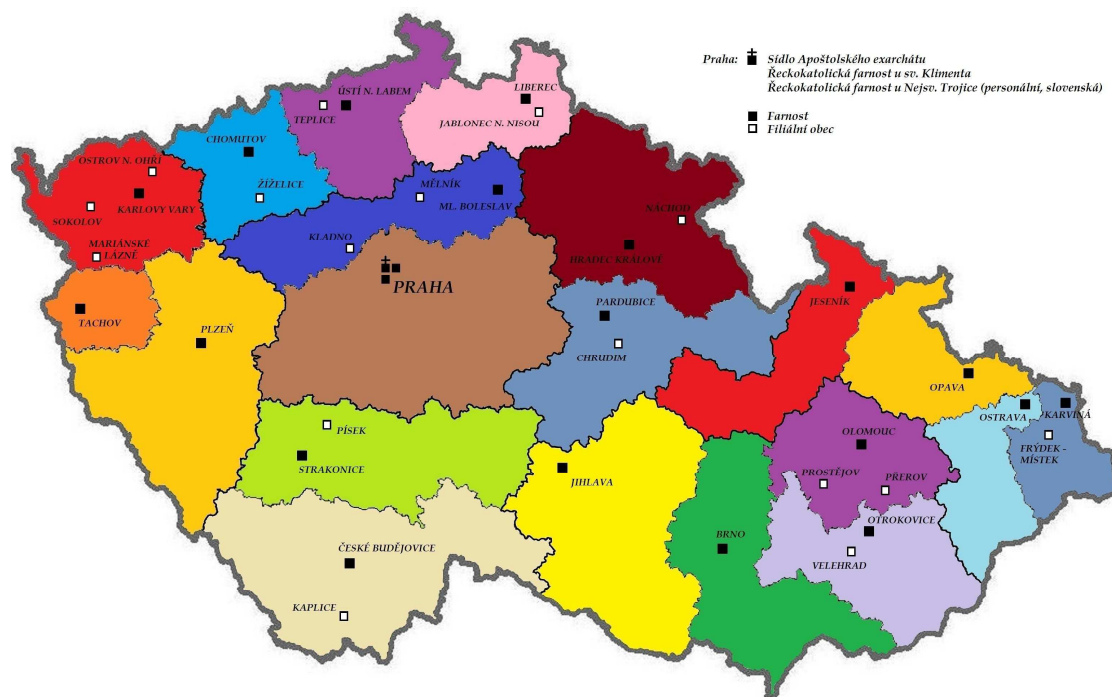 Praha:
Sídlo Apoštolského exarchátu
Řeckokatolická farnost u sv. Klimenta
Řeckokatolická farnost u Nejsv. Trojice (personální, slovenská)
Farnost
Filiální obec
ÚSTÍ N. LABEM
TEPLICE
LIBEREC
JABLONEC N. NISOU
CHOMUTOV
OSTROV N. OHŘÍ
ŽÍŽELICE
KARLOVY VARY
SOKOLOV
MARIÁNSKÉ
LÁZNĚ
MĚLNÍK
ML. BOLESLAV
KLADNO
NÁCHOD
HRADEC KRÁLOVÉ
PRAHA
TACHOV
PLZEŇ
PARDUBICE
CHRUDIM
JESENÍK
OPAVA
OSTRAVA
KARVINÁ
FRÝDEK -
MÍSTEK
PÍSEK
STRAKONICE
JIHLAVA
OLOMOUC
PROSTĚJOV
PŘEROV
OTROKOVICE
BRNO
VELEHRAD
ČESKÉ BUDĚJOVICE
KAPLICE